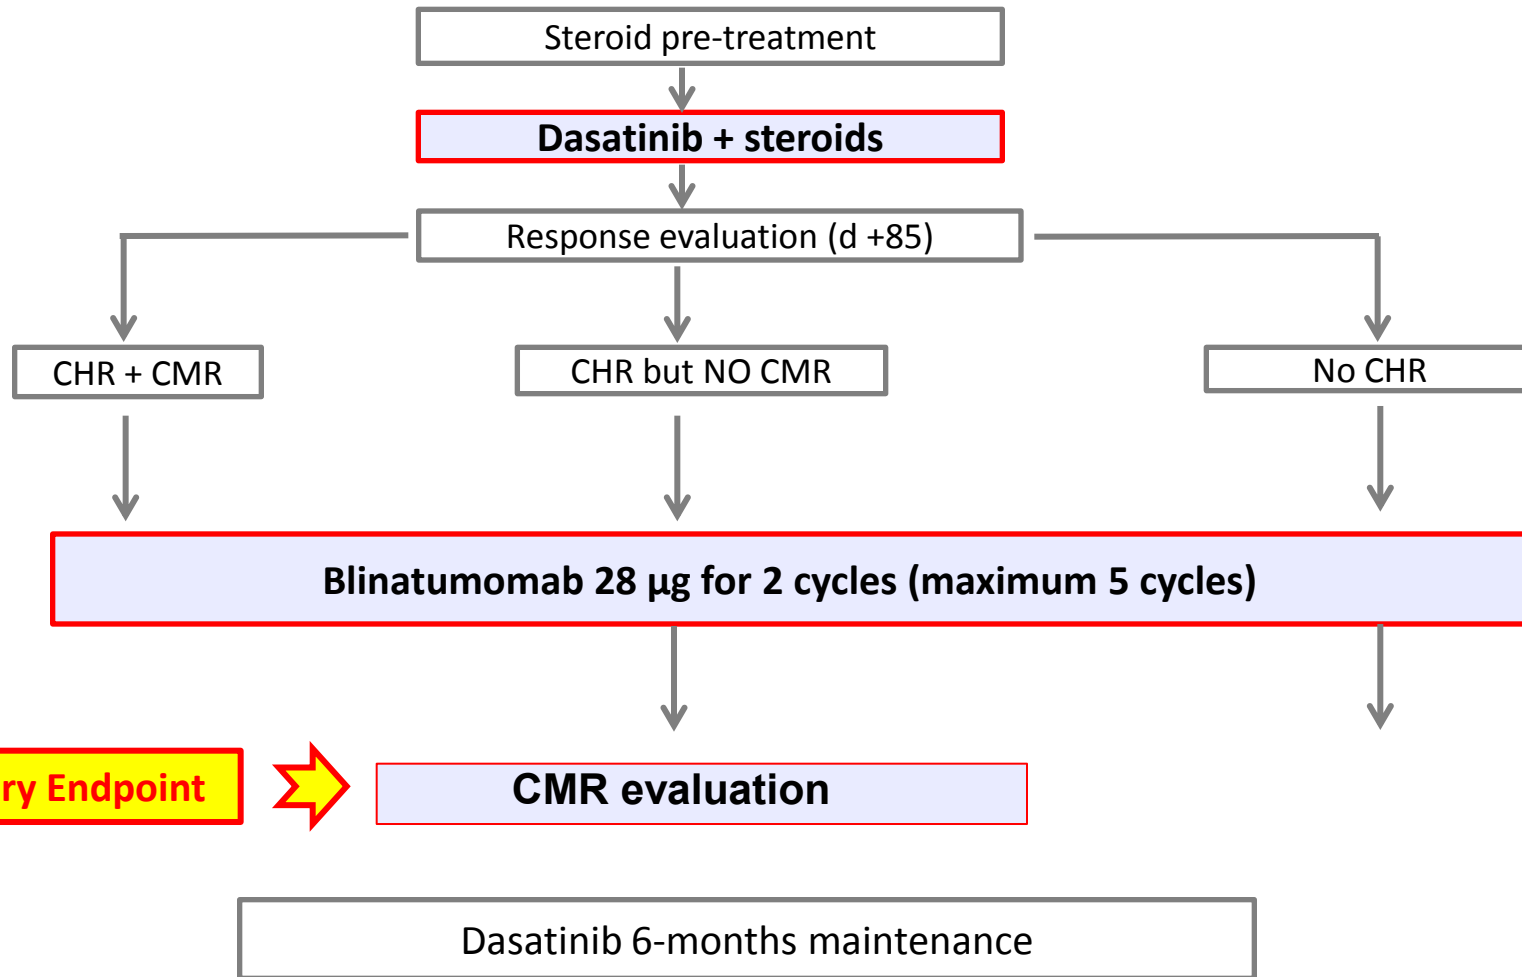 Steroid pre-treatment
Dasatinib + steroids
Response evaluation (d +85)
CHR + CMR
CHR but NO CMR
No CHR
Blinatumomab 28 µg for 2 cycles (maximum 5 cycles)
Endpoint
CMR evaluation
Dasatinib 6-months maintenance